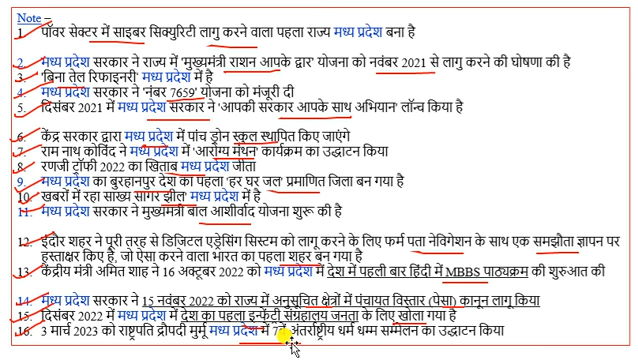 Note –
1. पॉवर सेक्टर में साइबर सिक्युरिटी लागु करने वाला पहला राज्य मध्य प्रदेश बना है
2. मध्य प्रदेश सरकार ने राज्य में 'मुख्यमंत्री राशन आपके द्वार' योजना को नवंबर 2021 से लागु करने की घोषणा की है
3. 'बिना तेल रिफाइनरी' मध्य प्रदेश में है
4. मध्य प्रदेश सरकार ने 'नंबर 7659' योजना को मंजूरी दी
5. दिसंबर 2021 में मध्य प्रदेश सरकार ने 'आपकी सरकार आपके साथ अभियान' लॉन्च किया है
6. केंद्र सरकार द्वारा मध्य प्रदेश में पांच ड्रोन स्कूल स्थापित किए जाएंगे
7. राम नाथ कोविंद ने मध्य प्रदेश में 'आरोग्य मंथन' कार्यक्रम का उद्घाटन किया
8. रणजी ट्रॉफी 2022 का खिताब मध्य प्रदेश जीता
9. मध्य प्रदेश का बुरहानपुर देश का पहला 'हर घर जल' प्रमाणित जिला बन गया है
10. खबरों में रहा सांख्य सागर झील' मध्य प्रदेश में है
11. मध्य प्रदेश सरकार ने मुख्यमंत्री बाल आशीर्वाद योजना शुरू की है
12. इंदौर शहर ने पूरी तरह से डिजिटल एड्रेसिंग सिस्टम को लागू करने के लिए फर्म पता नेविगेशन के साथ एक समझौता ज्ञापन पर
हस्ताक्षर किए है, जो ऐसा करने वाला भारत का पहला शहर बन गया है
13. केंद्रीय मंत्री अमित शाह ने 16 अक्टूबर 2022 को मध्य प्रदेश में देश में पहली बार हिंदी में MBBS पाठ्यक्रम की शुरुआत की
14. मध्य प्रदेश सरकार ने 15 नवंबर 2022 को राज्य में अनुसूचित क्षेत्रों में पंचायत विस्तार (पेसा) कानून लागू किया
15. दिसंबर 2022 में मध्य प्रदेश में देश का पहला इन्फेंट्री संग्रहालय जनता के लिए खोला गया है
16. 3 मार्च 2023 को राष्ट्रपति द्रौपदी मुर्मू मध्य प्रदेश में 7वें अंतर्राष्ट्रीय धर्म धम्म सम्मेलन का उद्घाटन किया